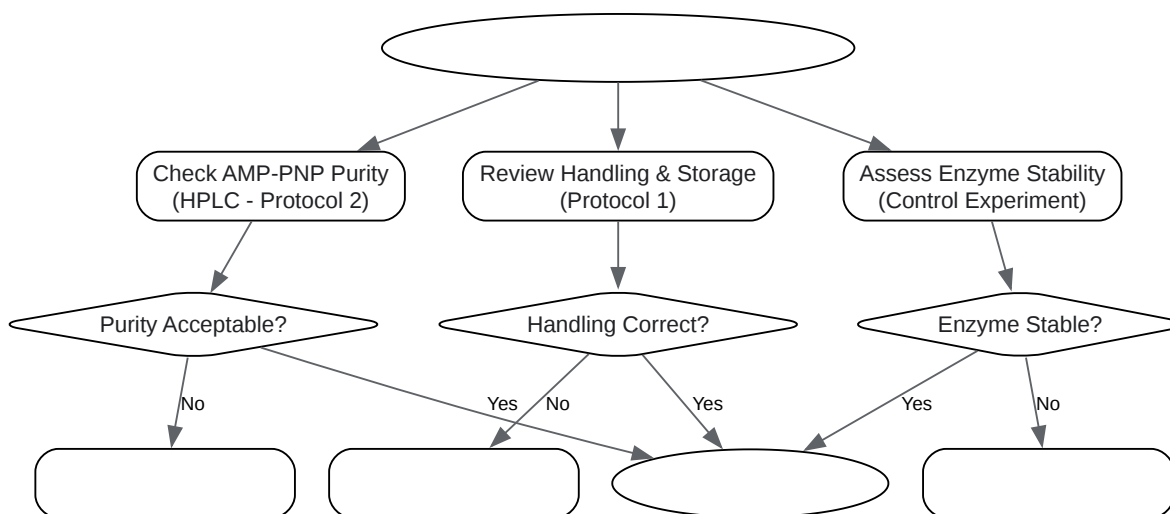 Check AMP-PNP Purity
(HPLC - Protocol 2)
Review Handling & Storage
(Protocol 1)
Assess Enzyme Stability
(Control Experiment)
Purity Acceptable?
Handling Correct?
Enzyme Stable?
No
Yes
No
Yes
Yes
No